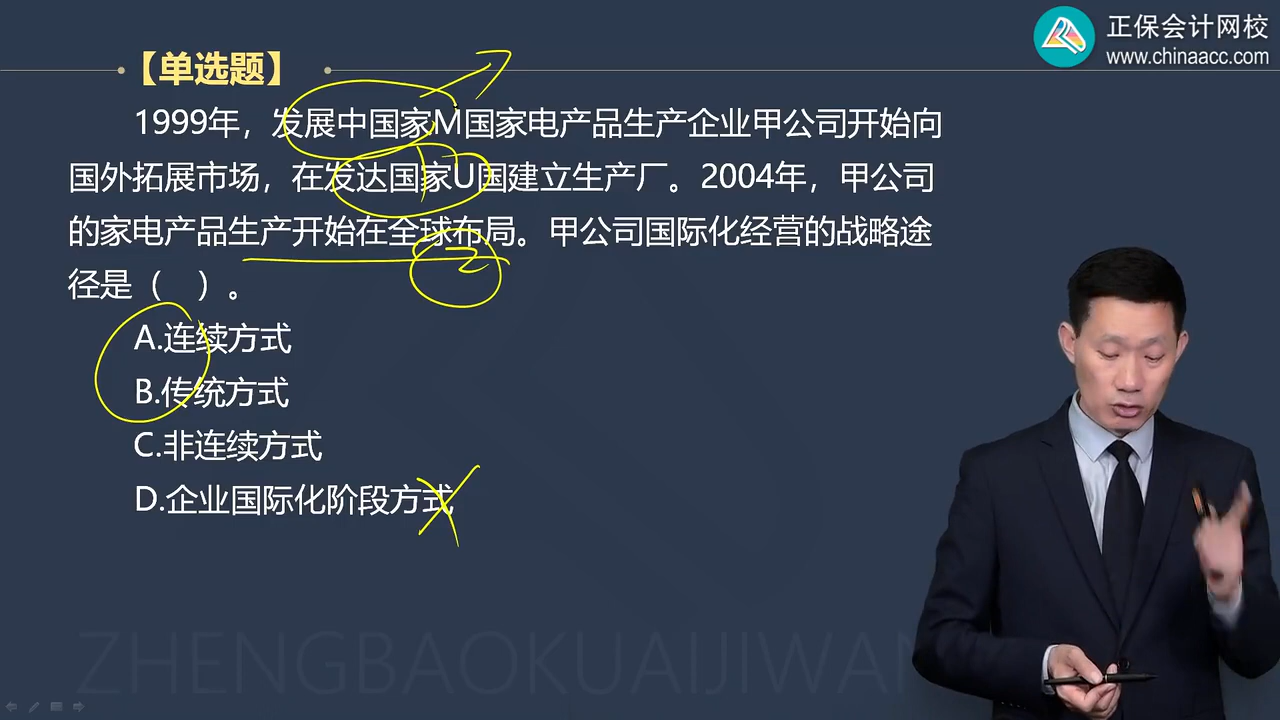 正保会计网校
www.chinaacc.com
【单选题】
1999年，发展中国家M国家电产品生产企业甲公司开始向
国外拓展市场，在发达国家U国建立生产厂。2004年，甲公司
的家电产品生产开始在全球布局。甲公司国际化经营的战略途
径是（ ）。
A.连续方式
B.传统方式
C.非连续方式
D.企业国际化阶段方式
1
2
ZHENGBAOKUAIJIWAN